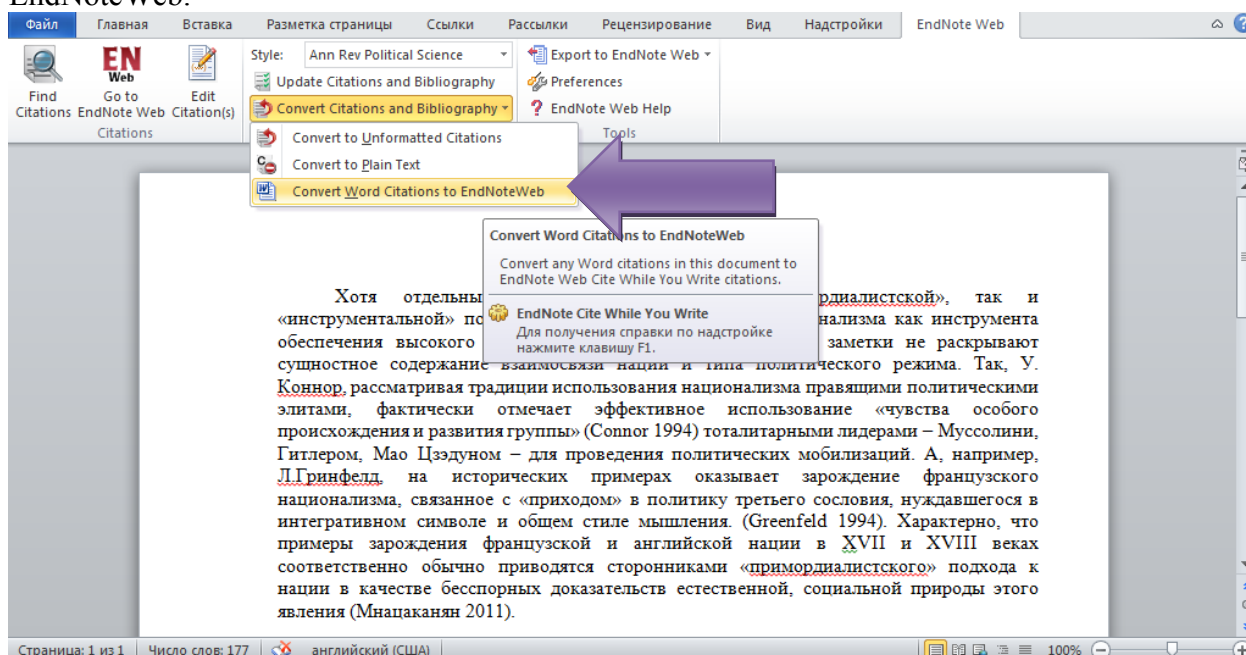 EndNoteWeb.
Файл Главная Вставка Разметка страницы Ссылки Рассылки Рецензирование Вид Надстройки EndNote Web
Find Citations
EN Web
Go to EndNote Web
Edit Citation(s)
Citations
Style: Ann Rev Political Science
Update Citations and Bibliography
Convert Citations and Bibliography
Export to EndNote Web
Preferences
EndNote Web Help
Tools
Convert to Unformatted Citations
Convert to Plain Text
Convert Word Citations to EndNoteWeb
Convert Word Citations to EndNoteWeb
Convert any Word citations in this document to
EndNote Web Cite While You Write citations.
EndNote Cite While You Write
Для получения справки по надстройке
нажмите клавишу F1.
Хотя отдельны рдиалистской», так и
«инструментальной» по нализма как инструмента
обеспечения высокого заметки не раскрывают
сущностное содержание взаимосвязи нации и типа политического режима. Так, У.
Коннор, рассматривая традиции использования национализма правящими политическими
элитами, фактически отмечает эффективное использование «чувства особого
происхождения и развития группы» (Connor 1994) тоталитарными лидерами – Муссолини,
Гитлером, Мао Цзэдуном – для проведения политических мобилизаций. А, например,
Л.Гринфелд, на исторических примерах оказывает зарождение французского
национализма, связанное с «приходом» в политику третьего сословия, нуждавшегося в
интегративном символе и общем стиле мышления. (Greenfeld 1994). Характерно, что
примеры зарождения французской и английской нации в XVII и XVIII веках
соответственно обычно приводятся сторонниками «примордиалистского» подхода к
нации в качестве бесспорных доказательств естественной, социальной природы этого
явления (Мнацаканян 2011).
Страница: 1 из 1 Число слов: 177 английский (США) 100%